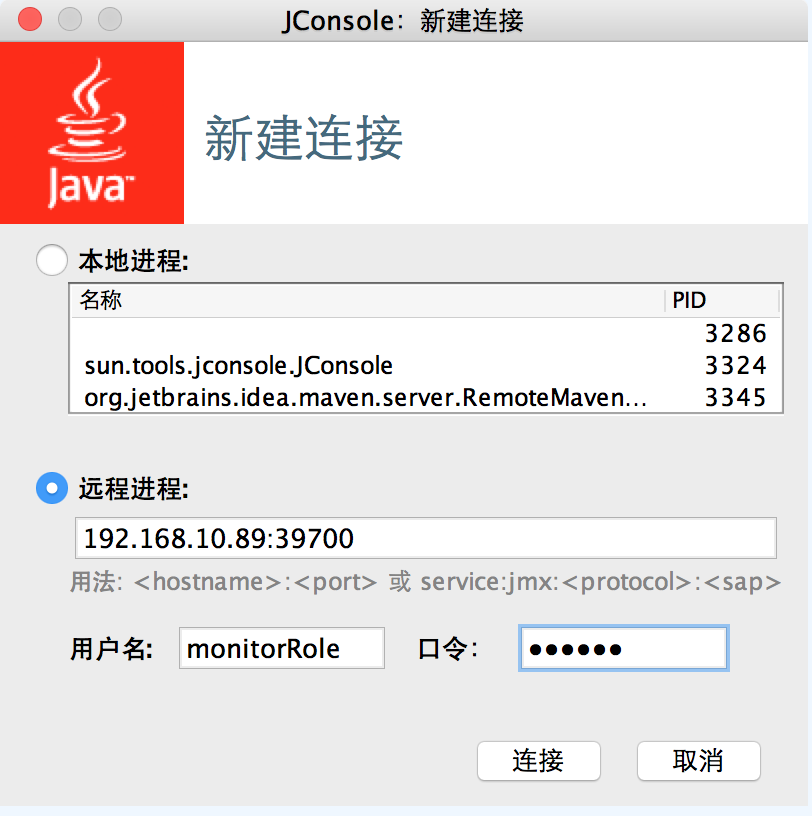 JConsole：新建连接
Java™
新建连接
本地进程:
名称 PID
3286
sun.tools.jconsole.JConsole 3324
org.jetbrains.idea.maven.server.RemoteMaven... 3345
远程进程:
192.168.10.89:39700
用法: <hostname>:<port> 或 service:jmx:<protocol>:<sap>
用户名: monitorRole 口令: ••••••
连接 取消